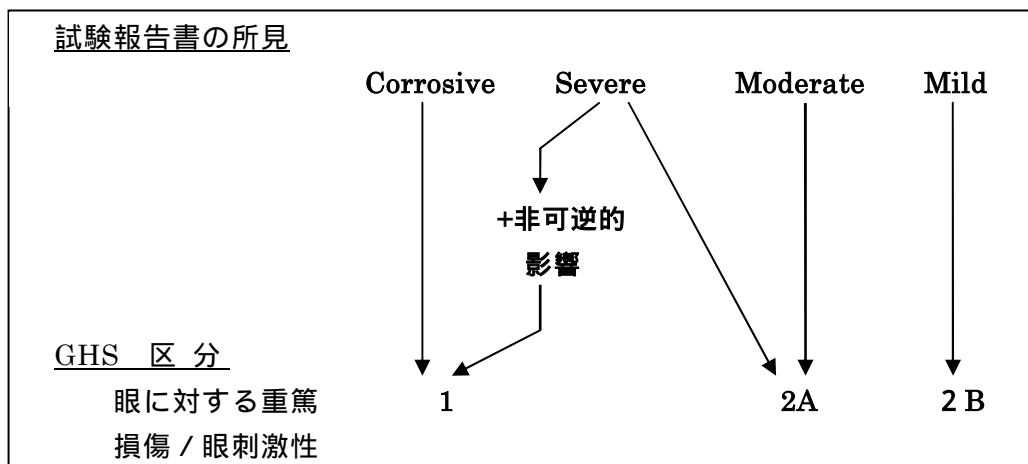 試験報告書の所見
Corrosive Severe Moderate Mild
+非可逆的
影響
GHS 区 分
眼に対する重篤 1 2A 2B
損傷/眼刺激性